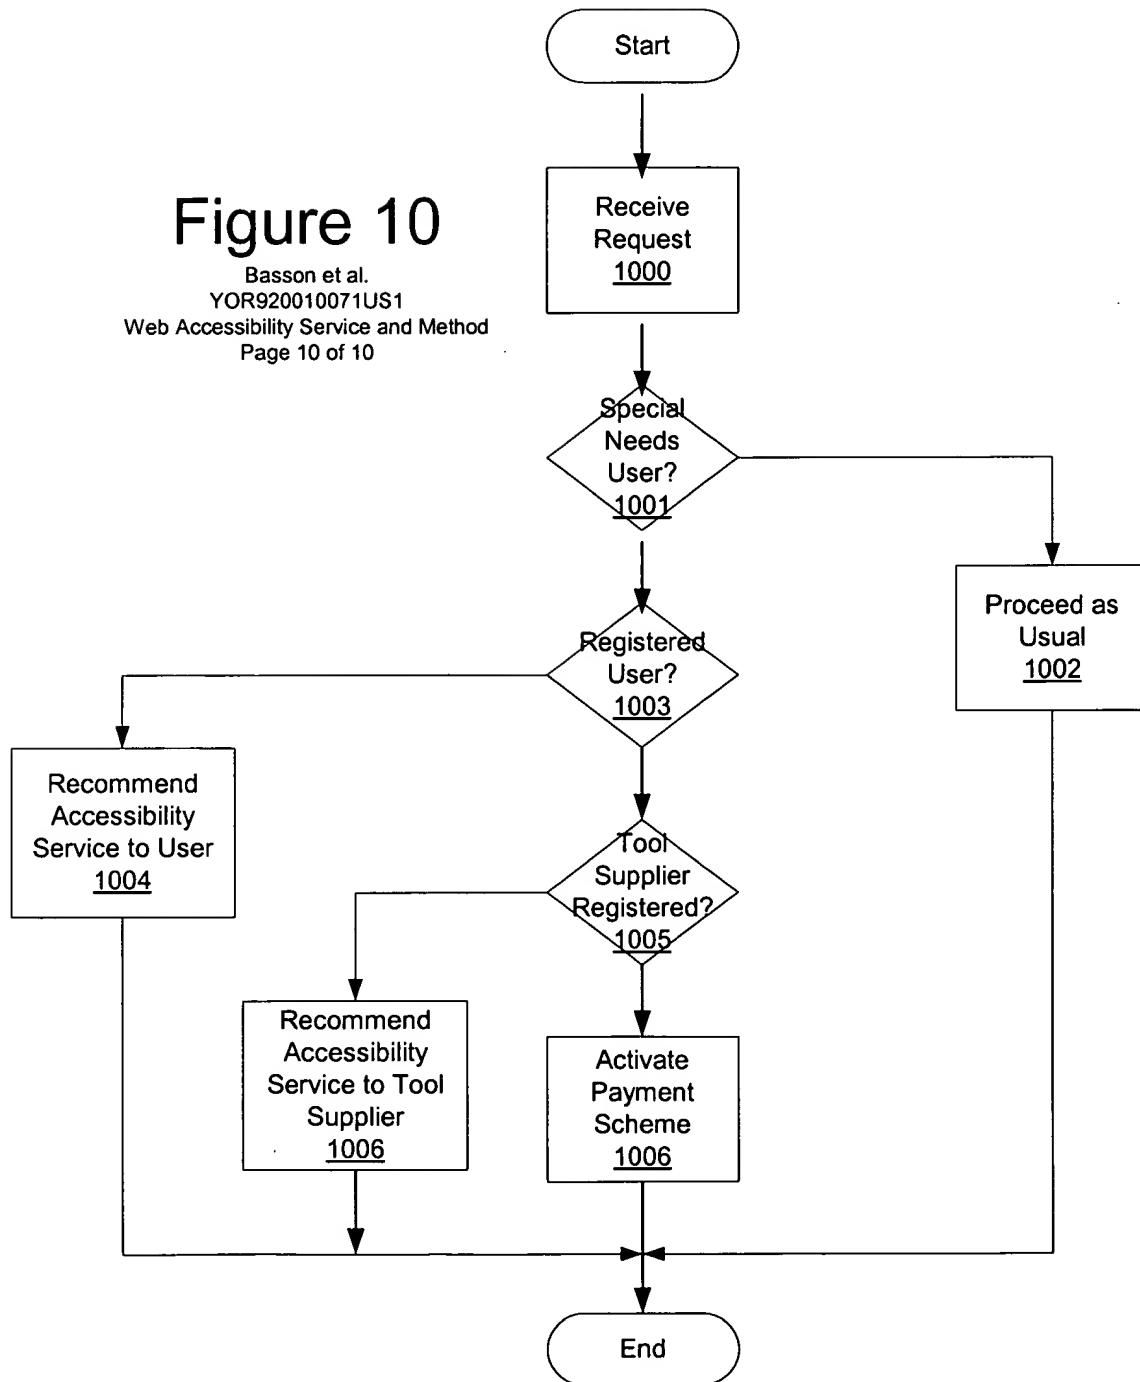 Start
Receive
Request
1000
Figure 10
Basson et al.
YOR920010071US1
Web Accessibility Service and Method
Page 10 of 10
Special
Needs
User?
1001
Proceed as
Usual
1002
Registered
User?
1003
Recommend
Accessibility
Service to User
1004
Tool
Supplier
Registered?
1005
Recommend
Accessibility
Service to Tool
Supplier
1006
Activate
Payment
Scheme
1006
End